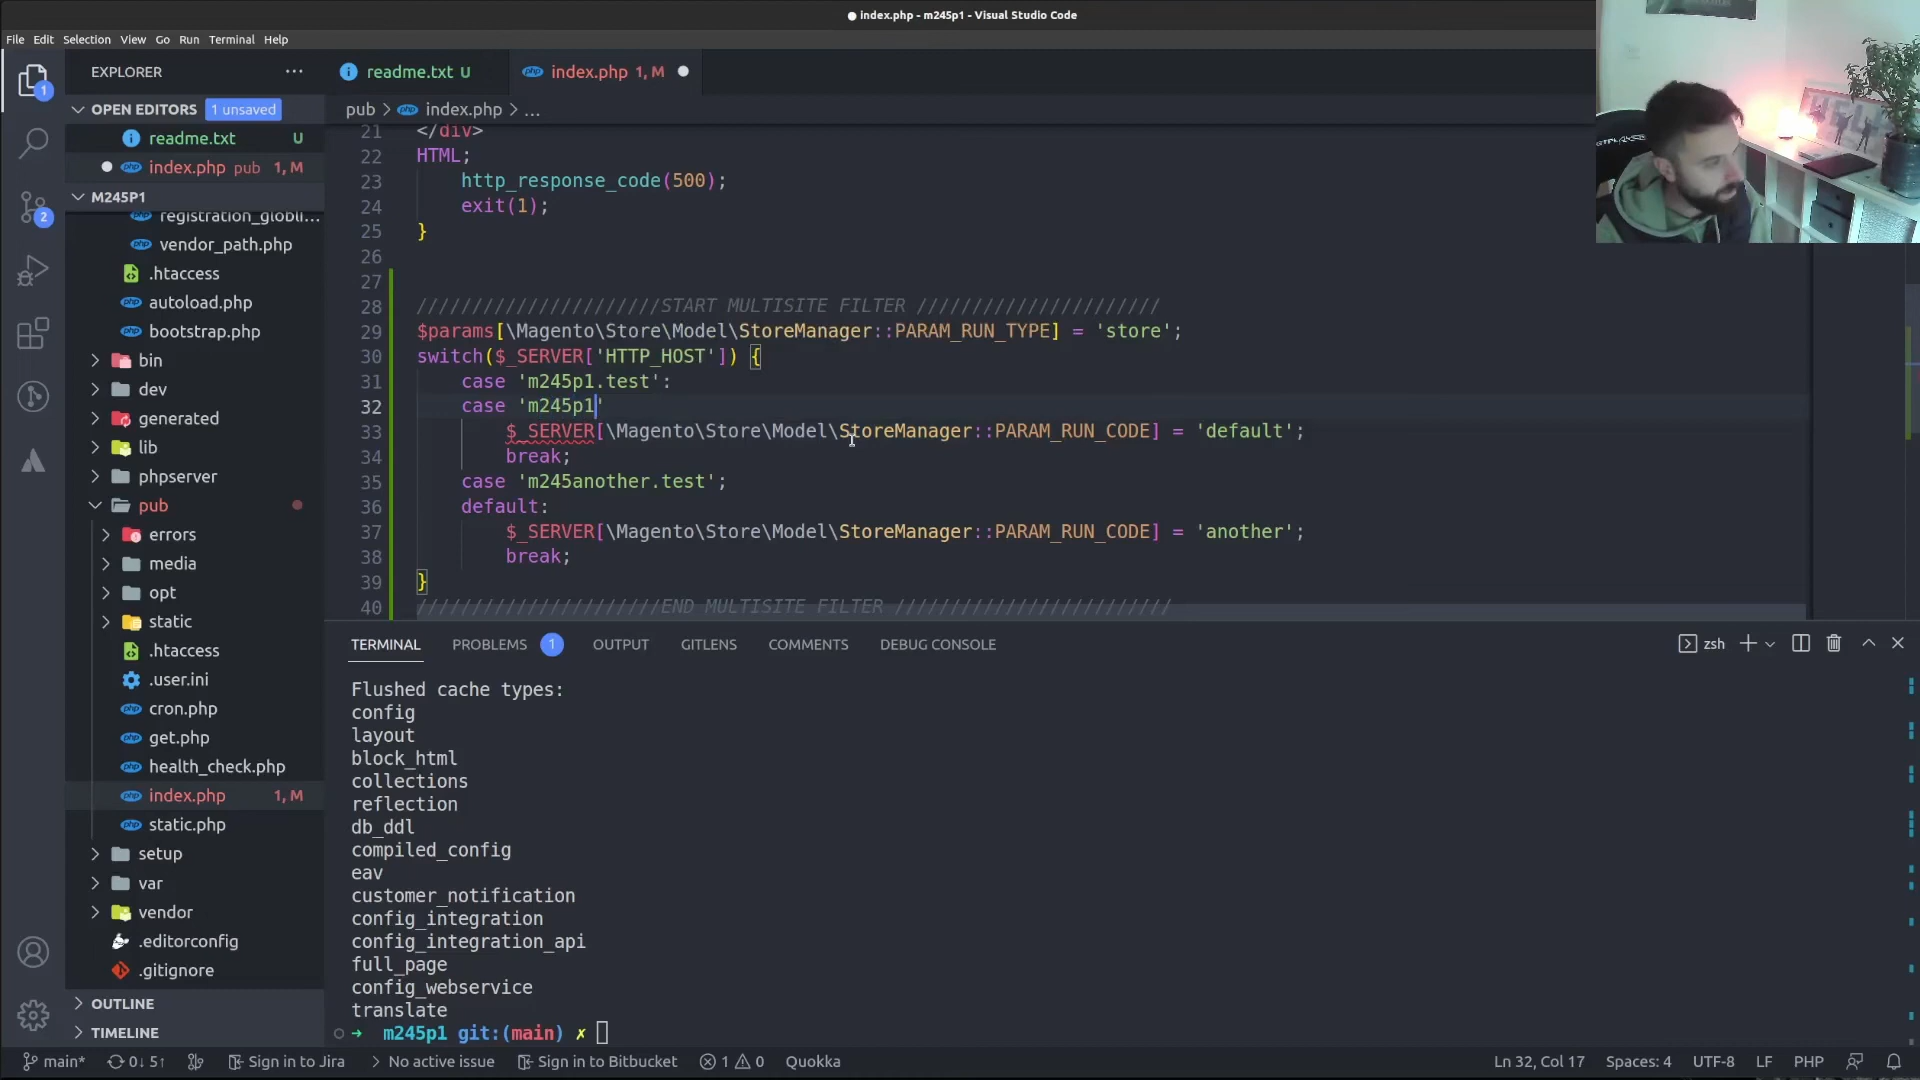 index.php - m245p1 - Visual Studio Code
File Edit Selection View Go Run Terminal Help
EXPLORER
readme.txt U
index.php 1, M
OPEN EDITORS 1 unsaved
pub > index.php > ...
readme.txt U
index.php pub 1, M
M245P1
registration_globli...
vendor_path.php
.htaccess
autoload.php
bootstrap.php
bin
dev
generated
lib
phpserver
pub
errors
media
opt
static
.htaccess
.user.ini
cron.php
get.php
health_check.php
index.php 1, M
static.php
setup
var
vendor
.editorconfig
.gitignore
OUTLINE
TIMELINE
21 </div>
22 HTML;
23 http_response_code(500);
24 exit(1);
25 }
26
27
28 //////////////////////START MULTISITE FILTER //////////////////////
29 $params[\Magento\Store\Model\StoreManager::PARAM_RUN_TYPE] = 'store';
30 switch($_SERVER['HTTP_HOST']) {
31 case 'm245p1.test':
32 case 'm245p1'
33 $_SERVER[\Magento\Store\Model\StoreManager::PARAM_RUN_CODE] = 'default';
34 break;
35 case 'm245another.test';
36 default:
37 $_SERVER[\Magento\Store\Model\StoreManager::PARAM_RUN_CODE] = 'another';
38 break;
39 }
40 //////////////////////END MULTISITE FILTER /////////////////////////
TERMINAL PROBLEMS 1 OUTPUT GITLENS COMMENTS DEBUG CONSOLE
zsh
Flushed cache types:
config
layout
block_html
collections
reflection
db_ddl
compiled_config
eav
customer_notification
config_integration
config_integration_api
full_page
config_webservice
translate
→ m245p1 git:(main) ✗
1
2
main* 0↓ 5↑ Sign in to Jira > No active issue Sign in to Bitbucket 1 0 Quokka
Ln 32, Col 17 Spaces: 4 UTF-8 LF PHP